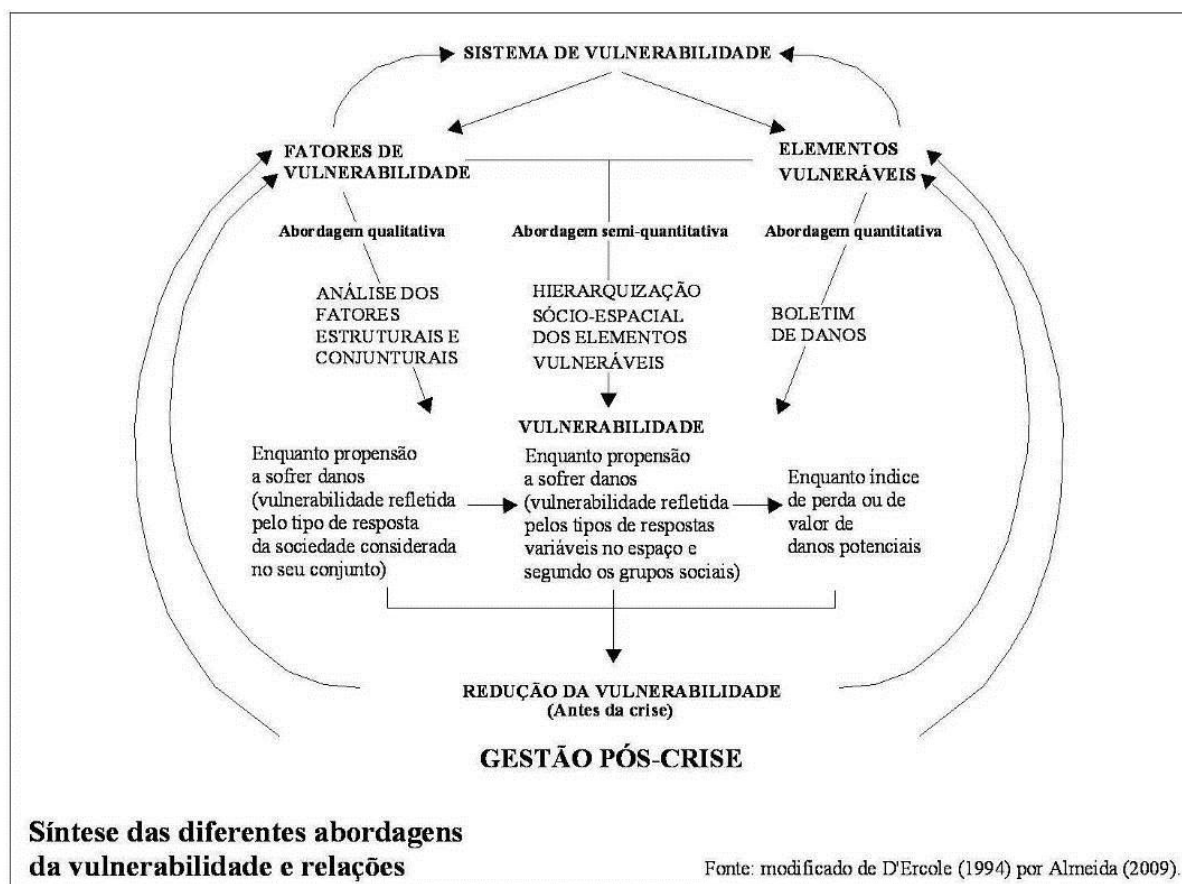 SISTEMA DE VULNERABILIDADE
FATORES DE
VULNERABILIDADE
ELEMENTOS
VULNERÁVEIS
Abordagem qualitativa
Abordagem semi-quantitativa
Abordagem quantitativa
ANÁLISE DOS
FATORES
ESTRUTURAIS E
CONJUNTURAIS
HIERARQUIZAÇÃO
SÓCIO-ESPACIAL
DOS ELEMENTOS
VULNERÁVEIS
BOLETIM
DE DANOS
VULNERABILIDADE
Enquanto propensão
a sofrer danos
(vulnerabilidade refletida
pelo tipo de resposta
da sociedade considerada
no seu conjunto)
Enquanto propensão
a sofrer danos
(vulnerabilidade refletida
pelos tipos de respostas
variáveis no espaço e
segundo os grupos sociais)
Enquanto índice
de perda ou de
valor de
danos potenciais
REDUÇÃO DA VULNERABILIDADE
(Antes da crise)
GESTÃO PÓS-CRISE
Síntese das diferentes abordagens
da vulnerabilidade e relações
Fonte: modificado de D'Ercole (1994) por Almeida (2009).